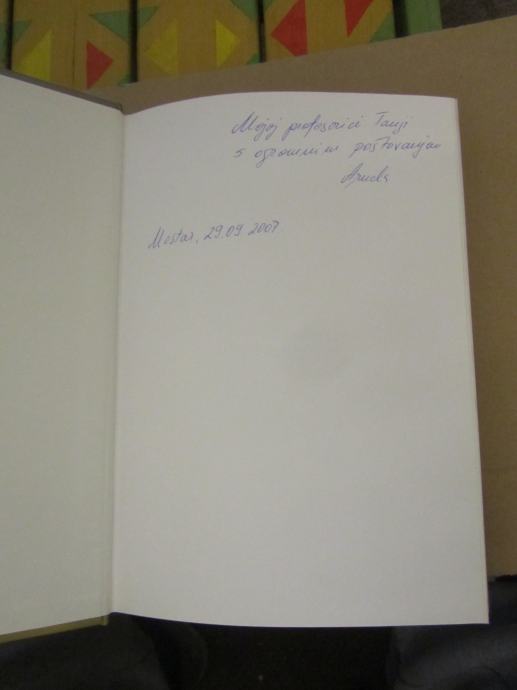 Mojoj profesorici Tanji
s ogromnim poštovanjem
Mostar, 29.09.2007